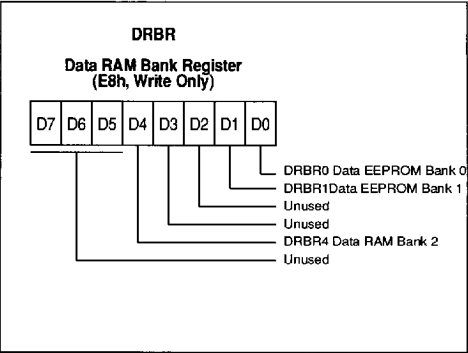 DRBR
Data RAM Bank Register
(E8h, Write Only)
D7 D6 D5 D4 D3 D2 D1 D0
DRBR0 Data EEPROM Bank 0
DRBR1Data EEPROM Bank 1
Unused
Unused
DRBR4 Data RAM Bank 2
Unused